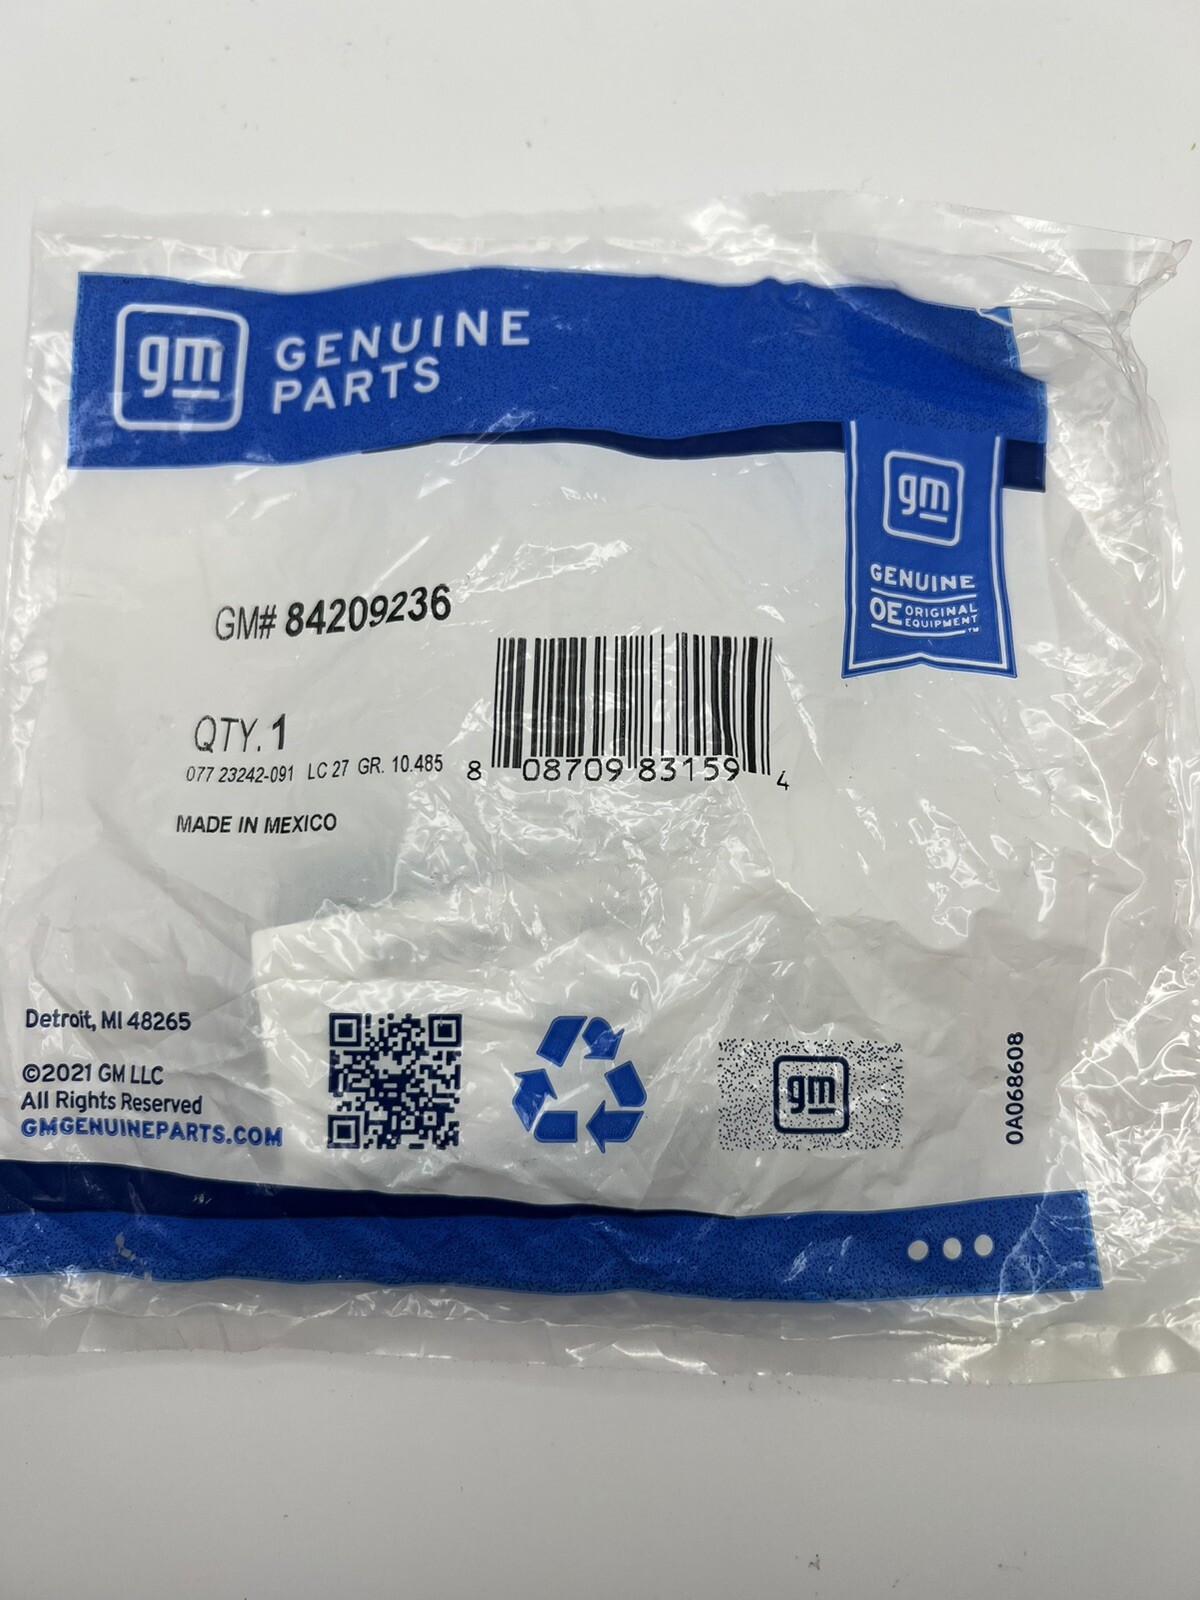 gm GENUINE
PARTS
gm
GENUINE
OE ORIGINAL
EQUIPMENT™
GM# 84209236
QTY. 1
077 23242-091 LC 27 GR. 10.485
8 08709 83159 4
MADE IN MEXICO
Detroit, MI 48265
©2021 GM LLC
All Rights Reserved
GMGENUINEPARTS.COM
gm
0A068608